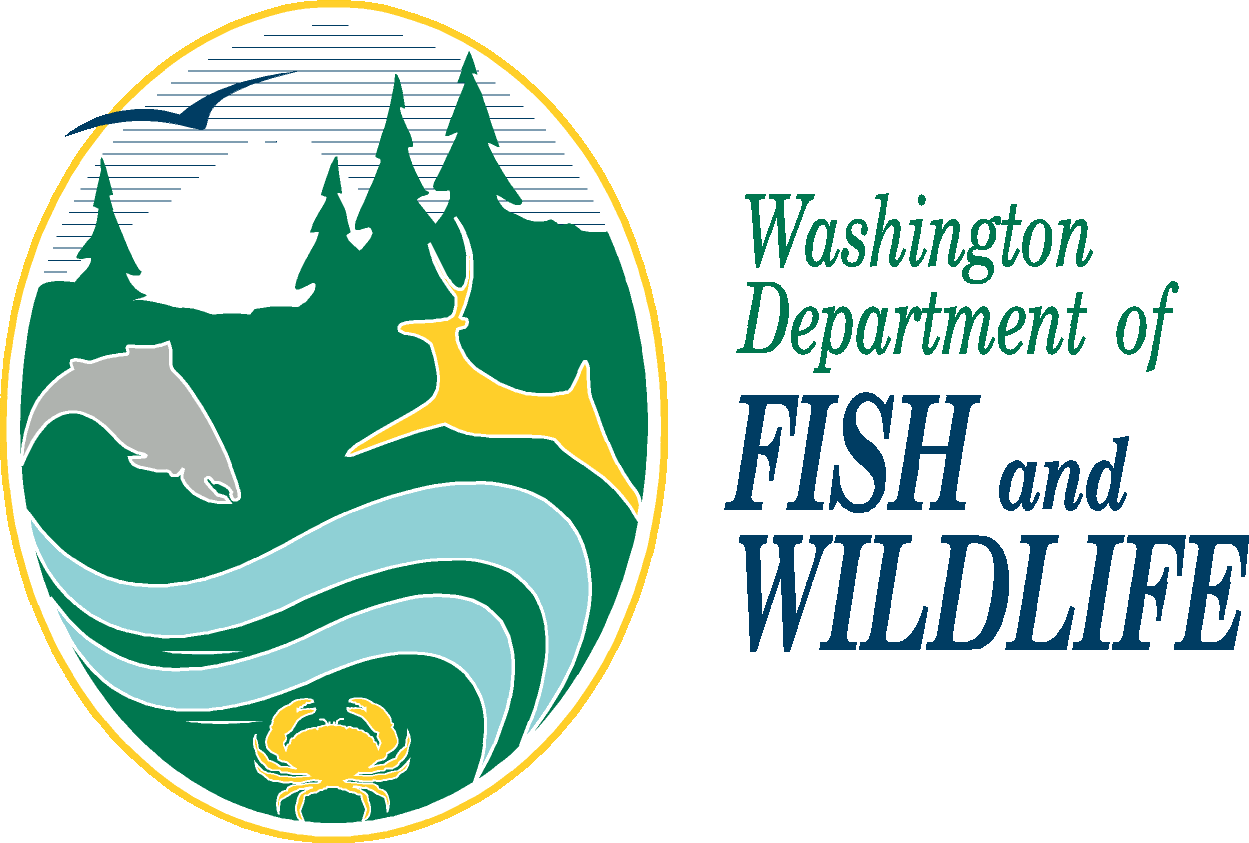 Washington
Department of
FISH and
WILDLIFE